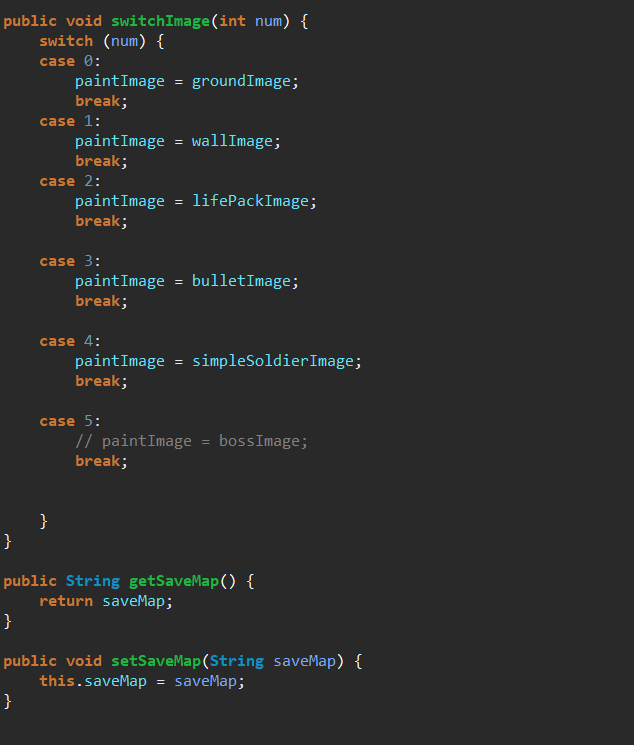 public void switchImage(int num) {
    switch (num) {
    case 0:
        paintImage = groundImage;
        break;
    case 1:
        paintImage = wallImage;
        break;
    case 2:
        paintImage = lifePackImage;
        break;

    case 3:
        paintImage = bulletImage;
        break;

    case 4:
        paintImage = simpleSoldierImage;
        break;

    case 5:
        // paintImage = bossImage;
        break;


    }
}

public String getSaveMap() {
    return saveMap;
}

public void setSaveMap(String saveMap) {
    this.saveMap = saveMap;
}